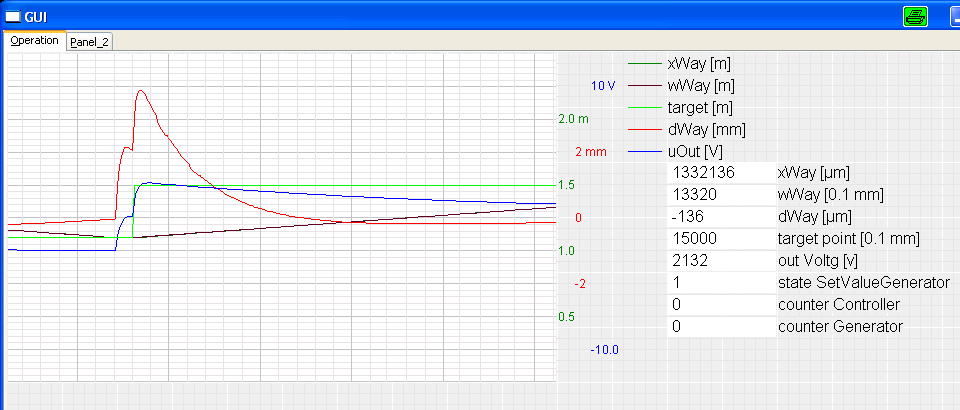 GUI
Operation
Panel_2
xWay [m]
10 V
wWay [m]
target [m]
2.0 m
dWay [mm]
2 mm
uOut [V]
1332136 xWay [µm]
1.5
13320 wWay [0.1 mm]
0
-136 dWay [µm]
15000 target point [0.1 mm]
1.0
2132 out Voltg [v]
-2
1 state SetValueGenerator
0 counter Controller
0.5
0 counter Generator
-10.0